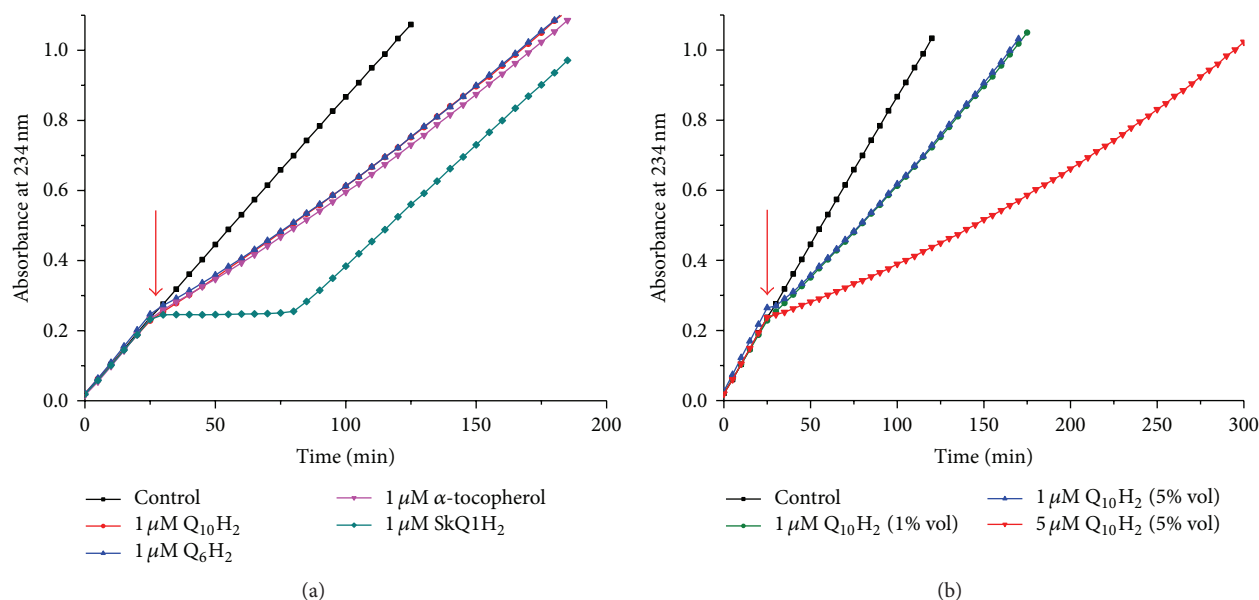 Absorbance at 234 nm
1.0
0.8
0.6
0.4
0.2
0.0
0 50 100 150 200
Time (min)
Control
1 μM Q₁₀H₂
1 μM Q₆H₂
1 μM α-tocopherol
1 μM SkQ1H₂
(a)
Absorbance at 234 nm
1.0
0.8
0.6
0.4
0.2
0.0
0 50 100 150 200 250 300
Time (min)
Control
1 μM Q₁₀H₂ (1% vol)
1 μM Q₁₀H₂ (5% vol)
5 μM Q₁₀H₂ (5% vol)
(b)